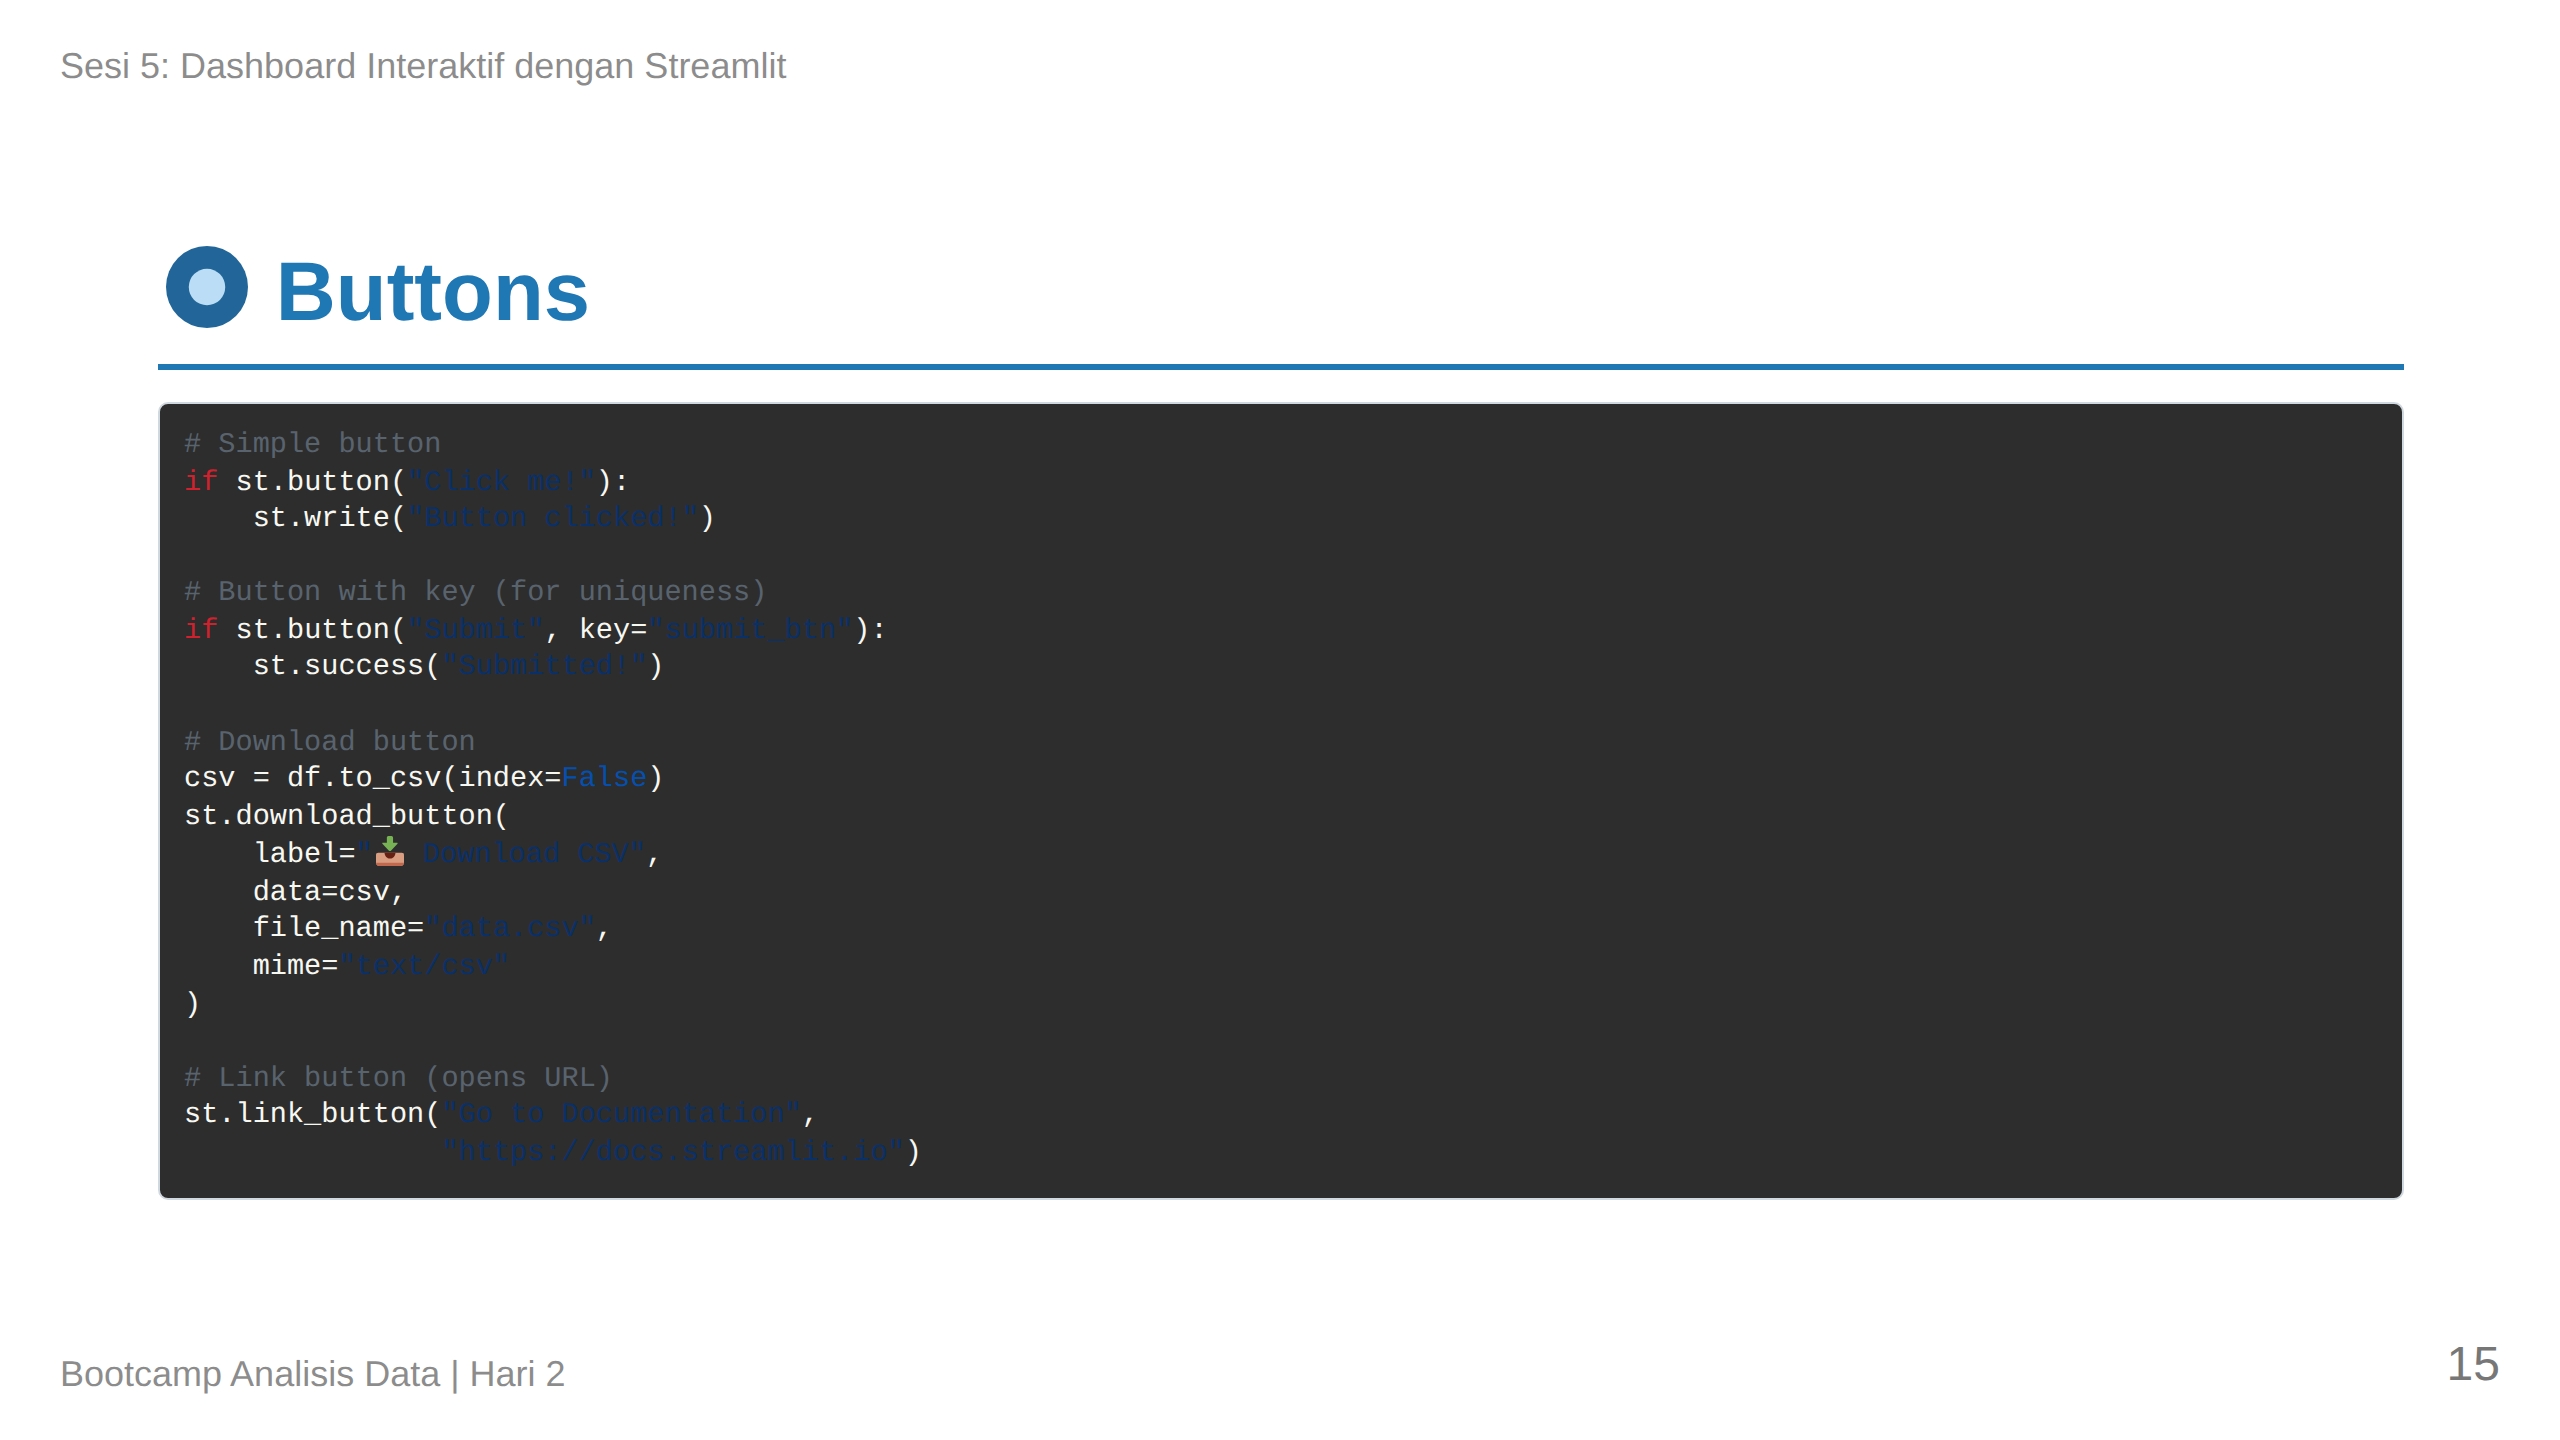 Sesi 5: Dashboard Interaktif dengan Streamlit
Buttons
# Simple button
if st.button("Click me!"):
    st.write("Button clicked!")
# Button with key (for uniqueness)
if st.button("Submit", key="submit_btn"):
    st.success("Submitted!")
# Download button
csv = df.to_csv(index=False)
st.download_button(
    label="📥 Download CSV",
    data=csv,
    file_name="data.csv",
    mime="text/csv"
)
# Link button (opens URL)
st.link_button("Go to Documentation",
               "https://docs.streamlit.io")
Bootcamp Analisis Data | Hari 2
15